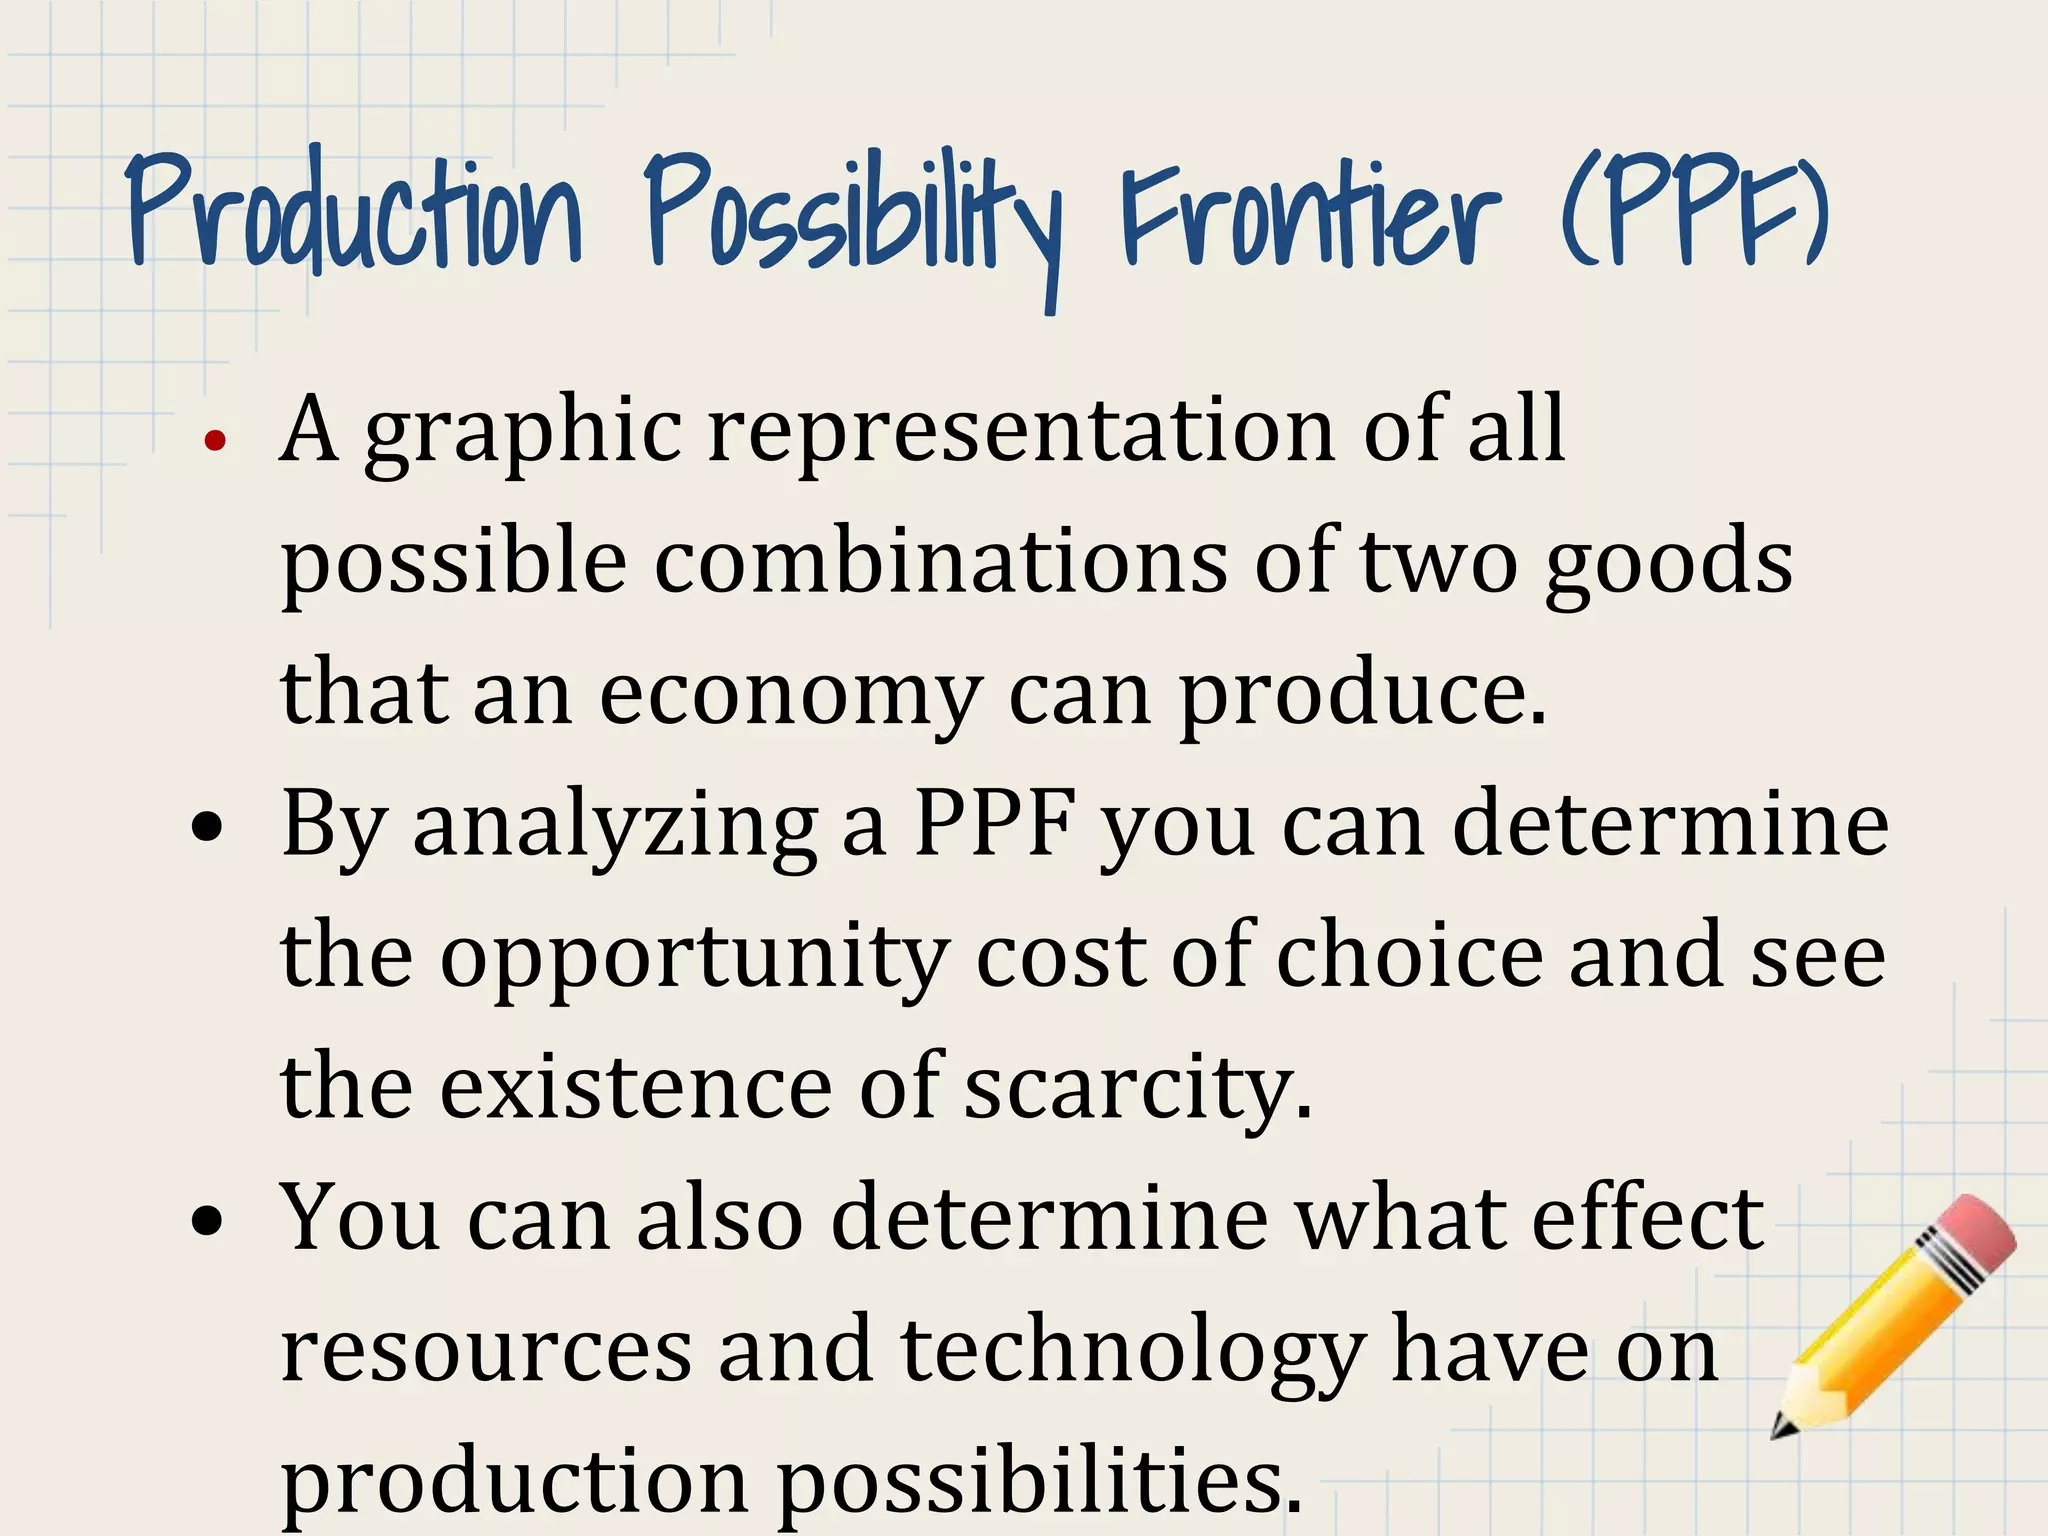 Production Possibility Frontier (PPF)
• A graphic representation of all
possible combinations of two goods
that an economy can produce.
• By analyzing a PPF you can determine
the opportunity cost of choice and see
the existence of scarcity.
• You can also determine what effect
resources and technology have on
production possibilities.